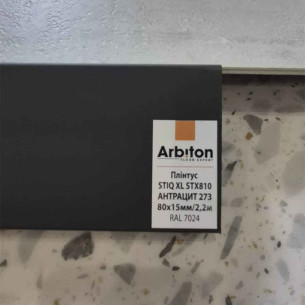 Arbiton
FLOOR EXPERT
Плінтус
STIQ XL STX810
АНТРАЦИТ 273
80x15мм/2,2м
RAL 7024